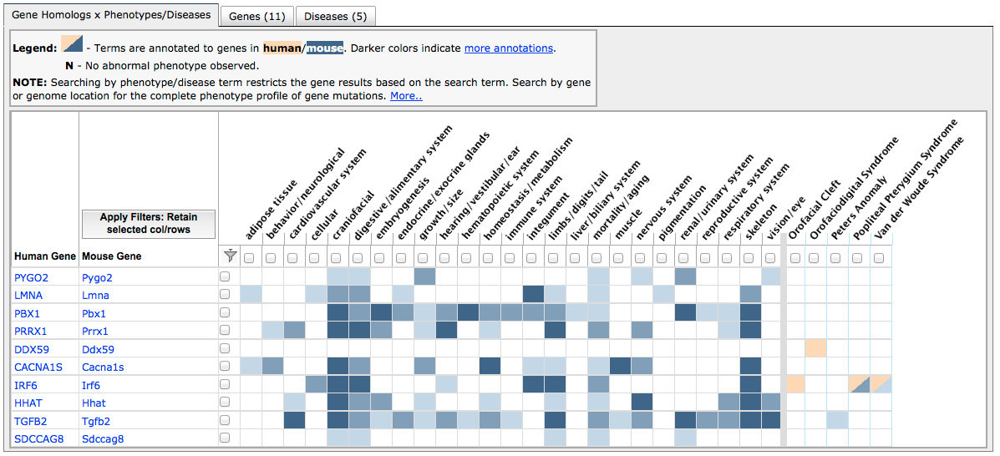 Gene Homologs x Phenotypes/Diseases
Genes (11)
Diseases (5)
Legend: - Terms are annotated to genes in human/mouse. Darker colors indicate more annotations.
N - No abnormal phenotype observed.
NOTE: Searching by phenotype/disease term restricts the gene results based on the search term. Search by gene
or genome location for the complete phenotype profile of gene mutations. More..
Apply Filters: Retain
selected col/rows
adipose tissue
behavior/neurological
cardiovascular system
cellular
craniofacial
digestive/alimentary system
embryogenesis
endocrine/exocrine glands
growth/size
hearing/vestibular/ear
hematopoietic system
homeostasis/metabolism
immune system
integument
limbs/digits/tail
liver/biliary system
mortality/aging
muscle
nervous system
pigmentation
renal/urinary system
reproductive system
respiratory system
skeleton
vision/eye
Orofacial Cleft
Orofaciodigital Syndrome
Peters Anomaly
Popliteal Pterygium Syndrome
Van der Woude Syndrome
Human Gene Mouse Gene
PYGO2 Pygo2
LMNA Lmna
PBX1 Pbx1
PRRX1 Prrx1
DDX59 Ddx59
CACNA1S Cacna1s
IRF6 Irf6
HHAT Hhat
TGFB2 Tgfb2
SDCCAG8 Sdccag8